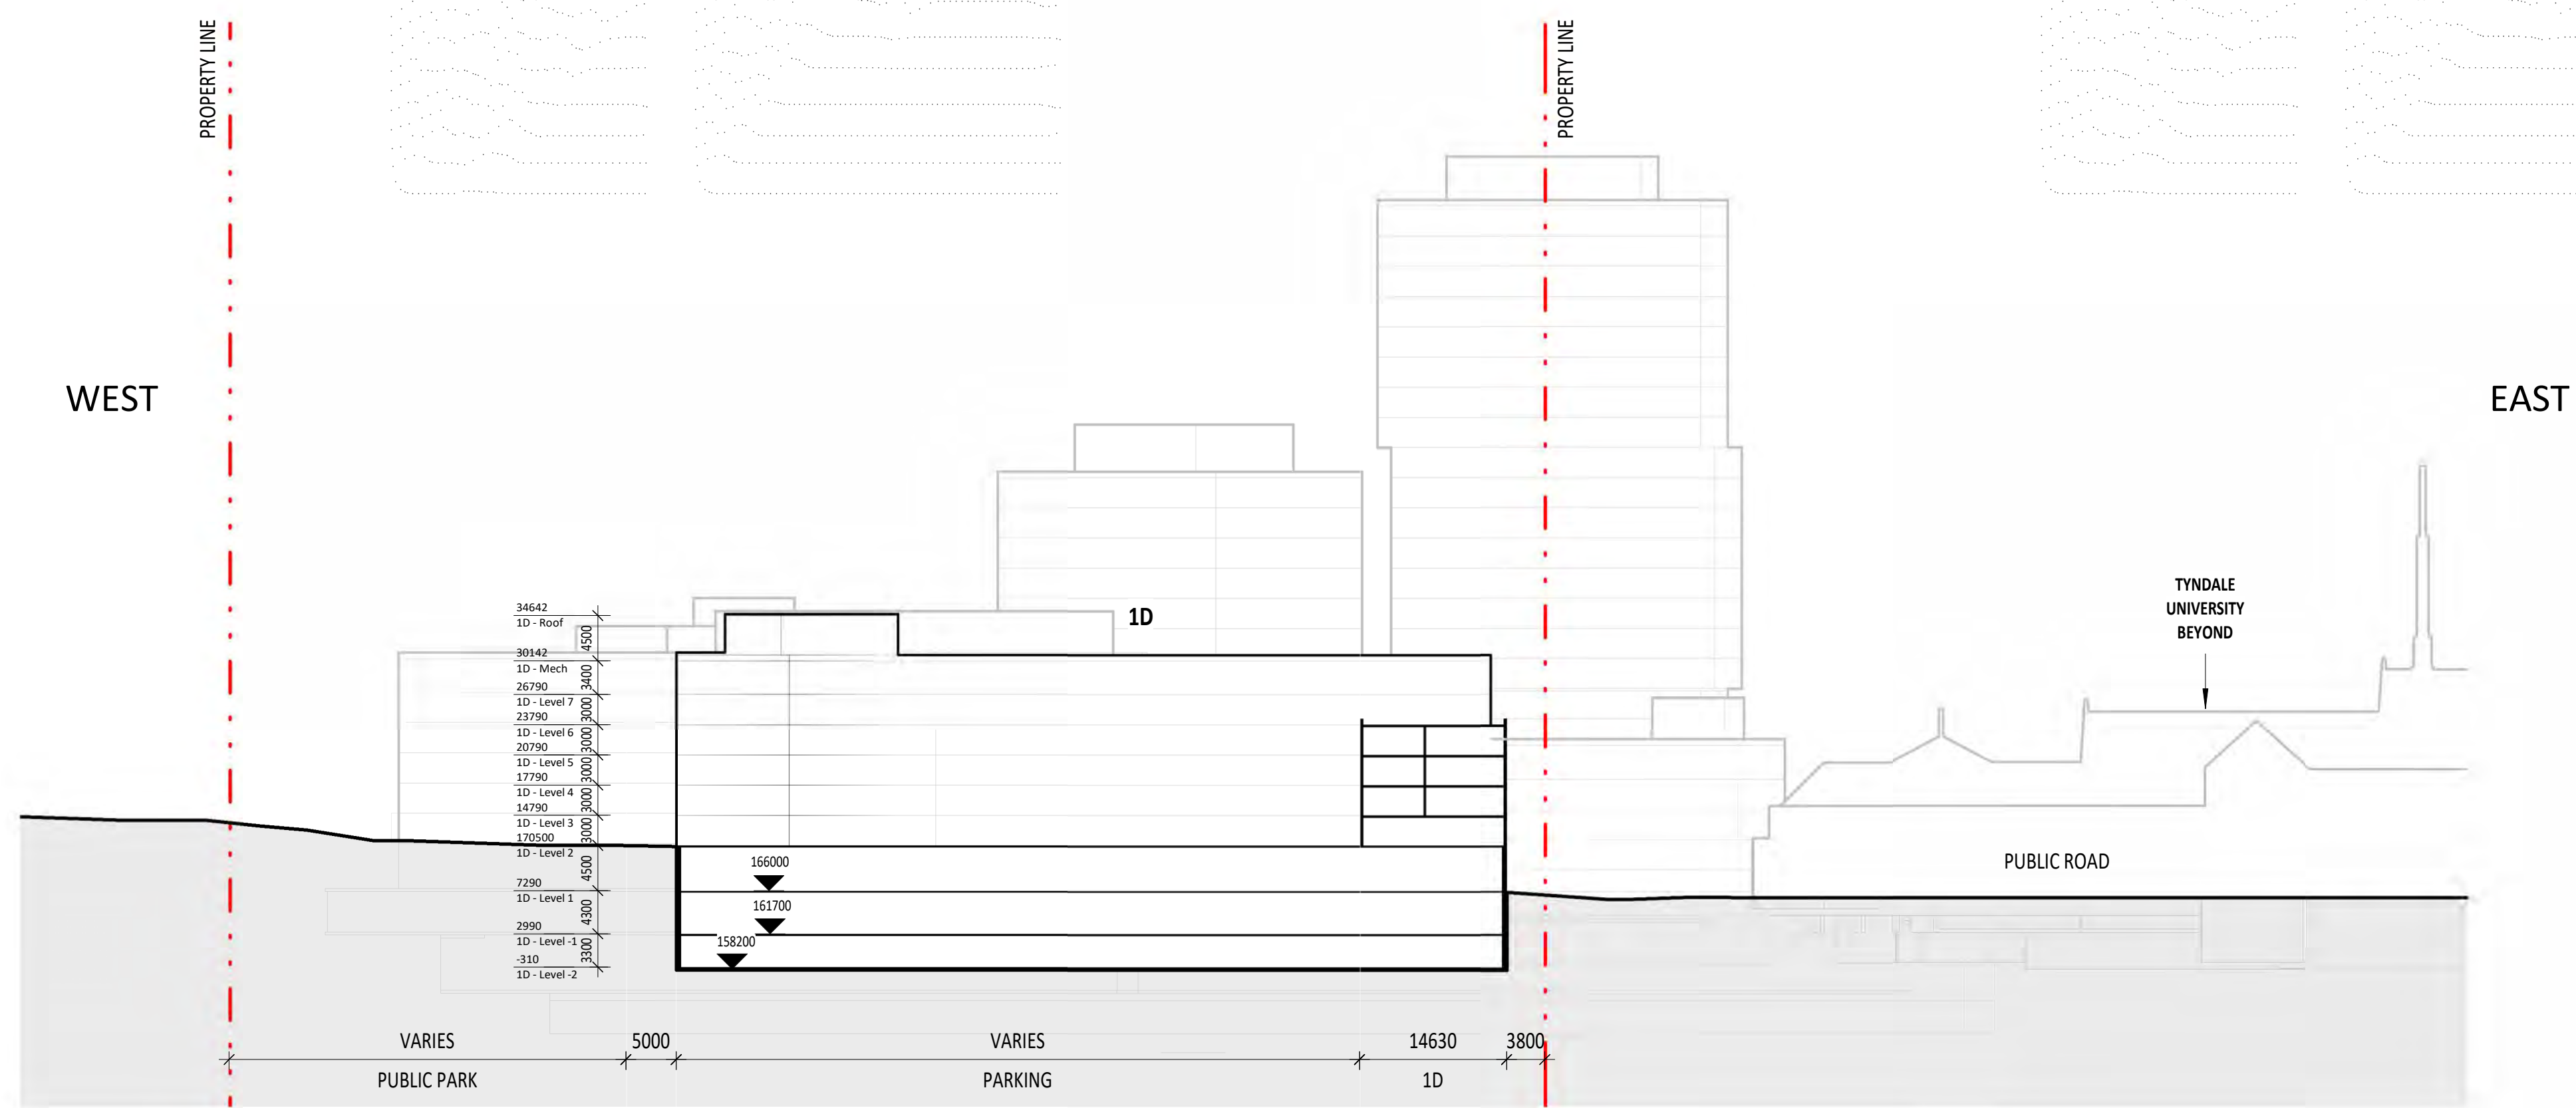 PROPERTY LINE
PROPERTY LINE
WEST
EAST
TYNDALE
UNIVERSITY
BEYOND
1D
34642
1D - Roof
4500
30142
1D - Mech
3400
26790
1D - Level 7
3000
23790
1D - Level 6
3000
20790
1D - Level 5
3000
17790
1D - Level 4
3000
14790
1D - Level 3
3000
170500
1D - Level 2
4500
7290
1D - Level 1
4300
2990
1D - Level -1
3300
-310
1D - Level -2
166000
161700
158200
PUBLIC ROAD
VARIES
5000
VARIES
14630
3800
PUBLIC PARK
PARKING
1D